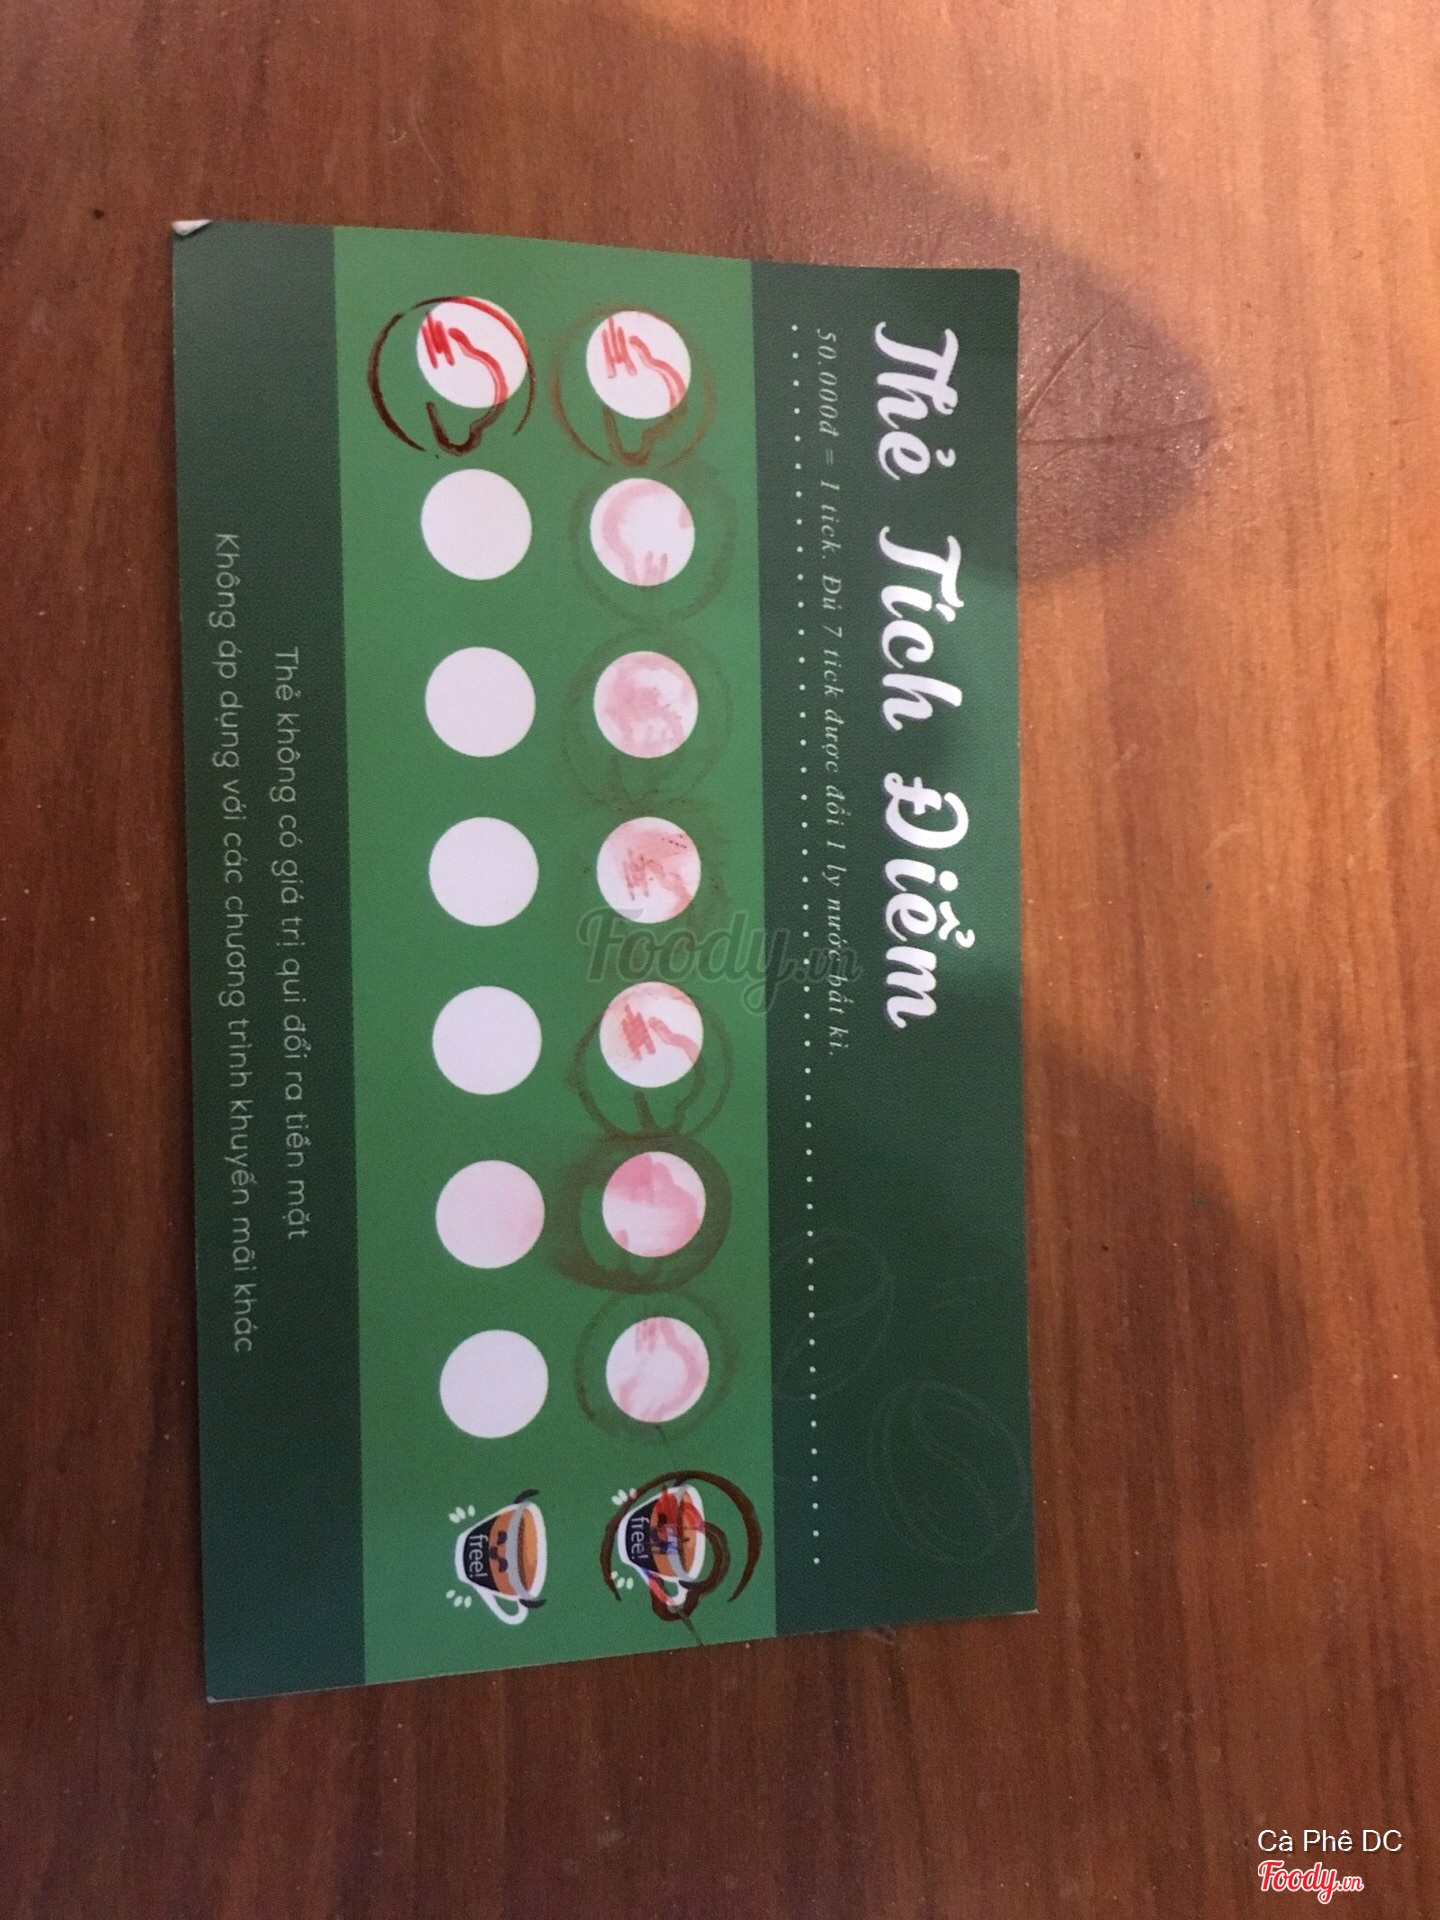 Thẻ Tích Điểm
50.000đ = 1 tick. Đủ 7 tick được đổi 1 ly nước bất kì.
free!
free!
Thẻ không có giá trị qui đổi ra tiền mặt
Không áp dụng với các chương trình khuyến mãi khác
Foody.vn
Cà Phê DC
Foody.vn